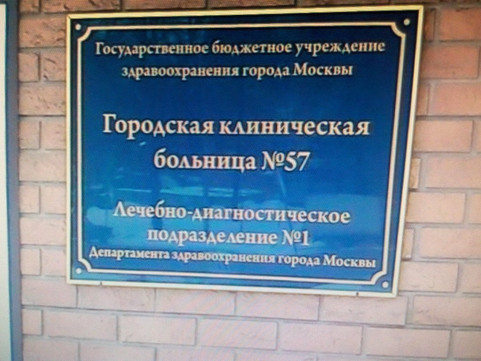 Государственное бюджетное учреждение
здравоохранения города Москвы
Городская клиническая
больница №57
Лечебно-диагностическое
подразделение №1
Департамента здравоохранения города Москвы